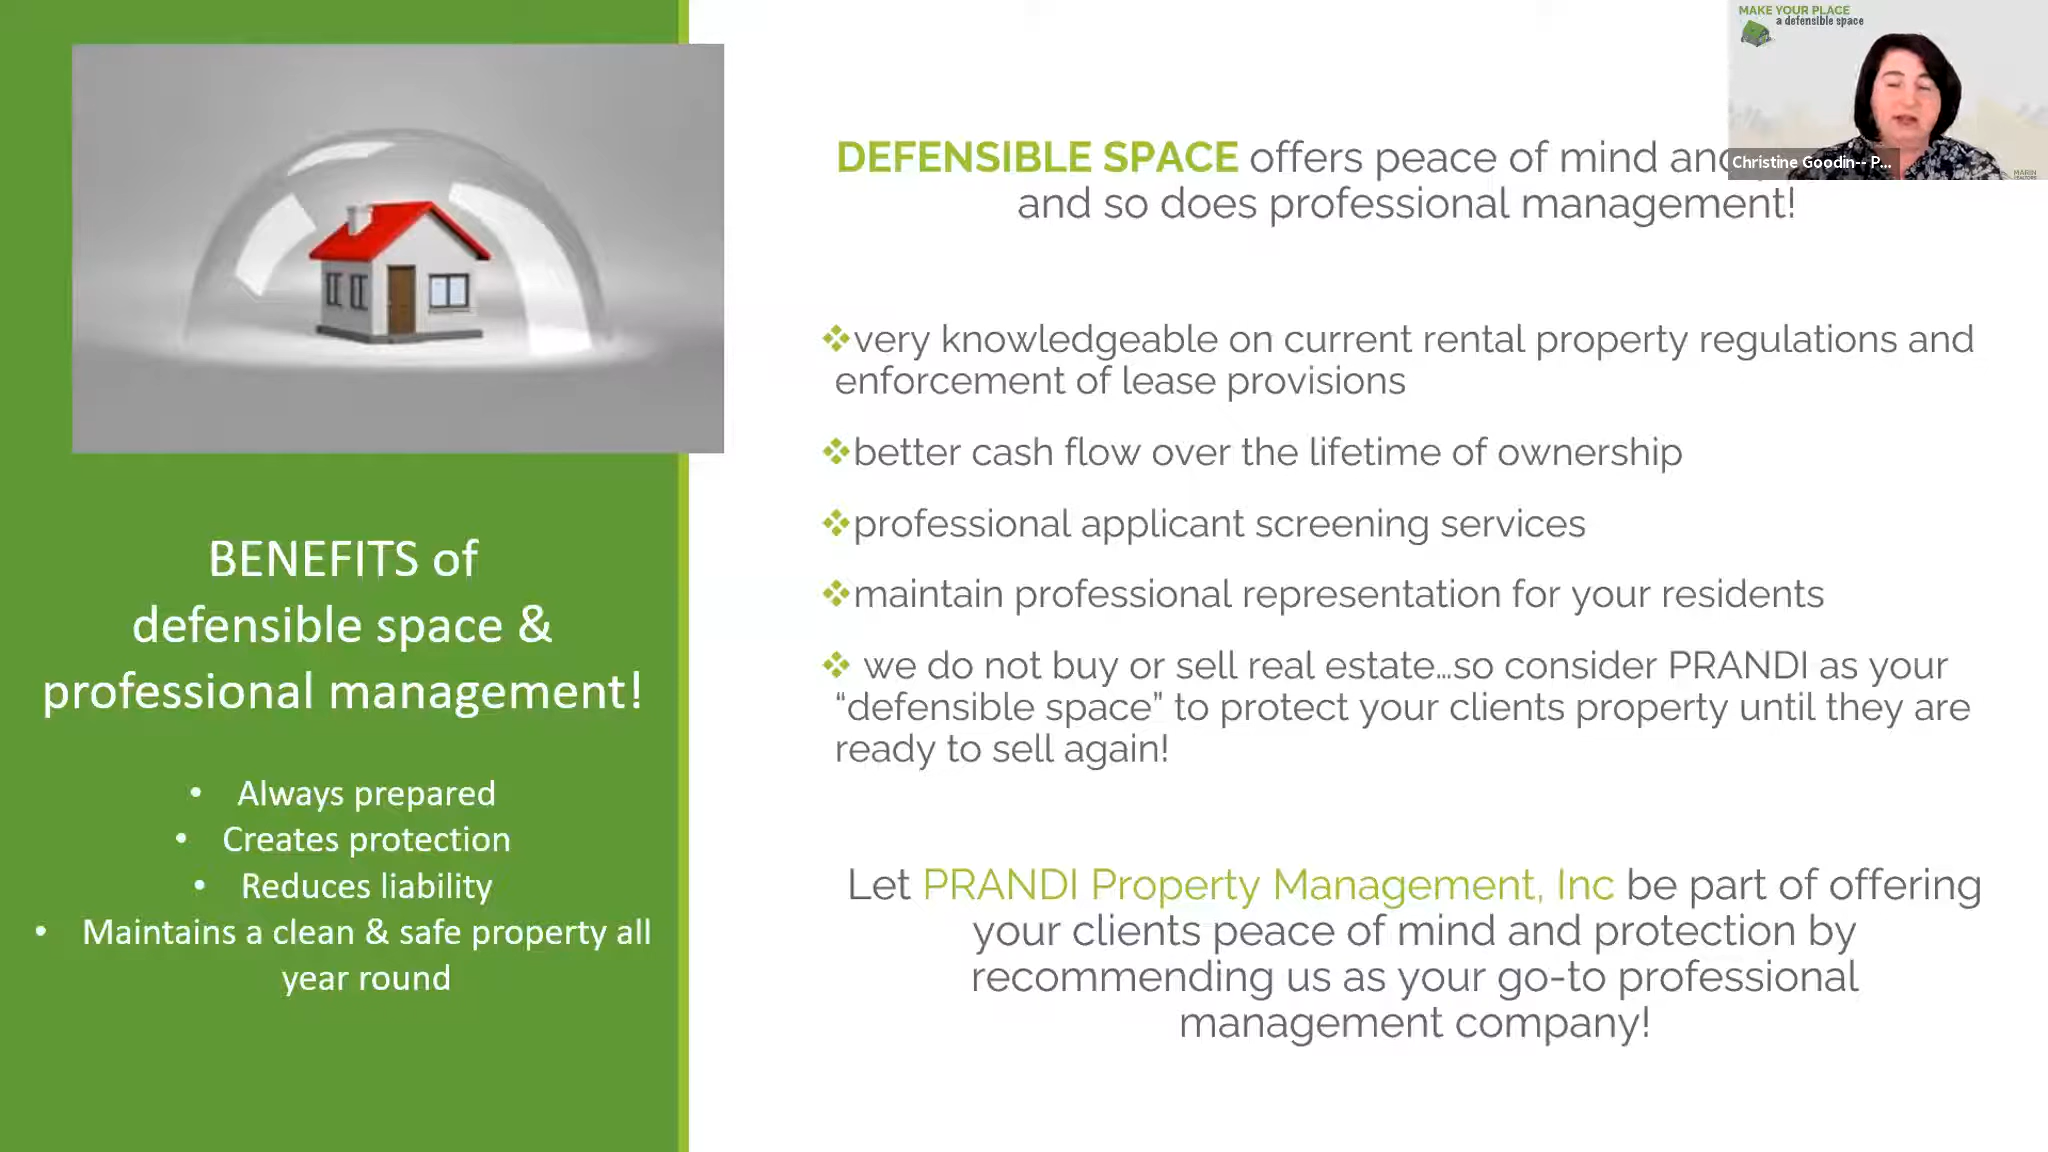 MAKE YOUR PLACE
a defensible space
Christine Goodin-- P...
MARIN
DEFENSIBLE SPACE offers peace of mind and
and so does professional management!
❖very knowledgeable on current rental property regulations and
enforcement of lease provisions
❖better cash flow over the lifetime of ownership
❖professional applicant screening services
❖maintain professional representation for your residents
❖ we do not buy or sell real estate...so consider PRANDI as your
“defensible space” to protect your clients property until they are
ready to sell again!
Let PRANDI Property Management, Inc be part of offering
your clients peace of mind and protection by
recommending us as your go-to professional
management company!
BENEFITS of
defensible space &
professional management!
• Always prepared
• Creates protection
• Reduces liability
• Maintains a clean & safe property all
year round